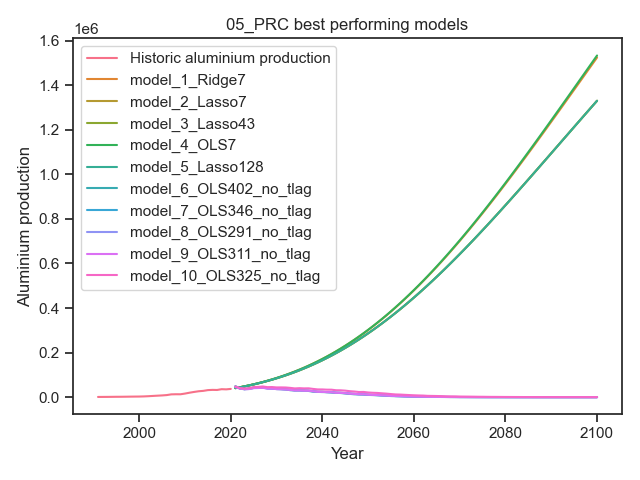 05_PRC best performing models
1e6
1.6
1.4
1.2
1.0
0.8
0.6
0.4
0.2
0.0
Aluminium production
Historic aluminium production
model_1_Ridge7
model_2_Lasso7
model_3_Lasso43
model_4_OLS7
model_5_Lasso128
model_6_OLS402_no_tlag
model_7_OLS346_no_tlag
model_8_OLS291_no_tlag
model_9_OLS311_no_tlag
model_10_OLS325_no_tlag
2000 2020 2040 2060 2080 2100
Year